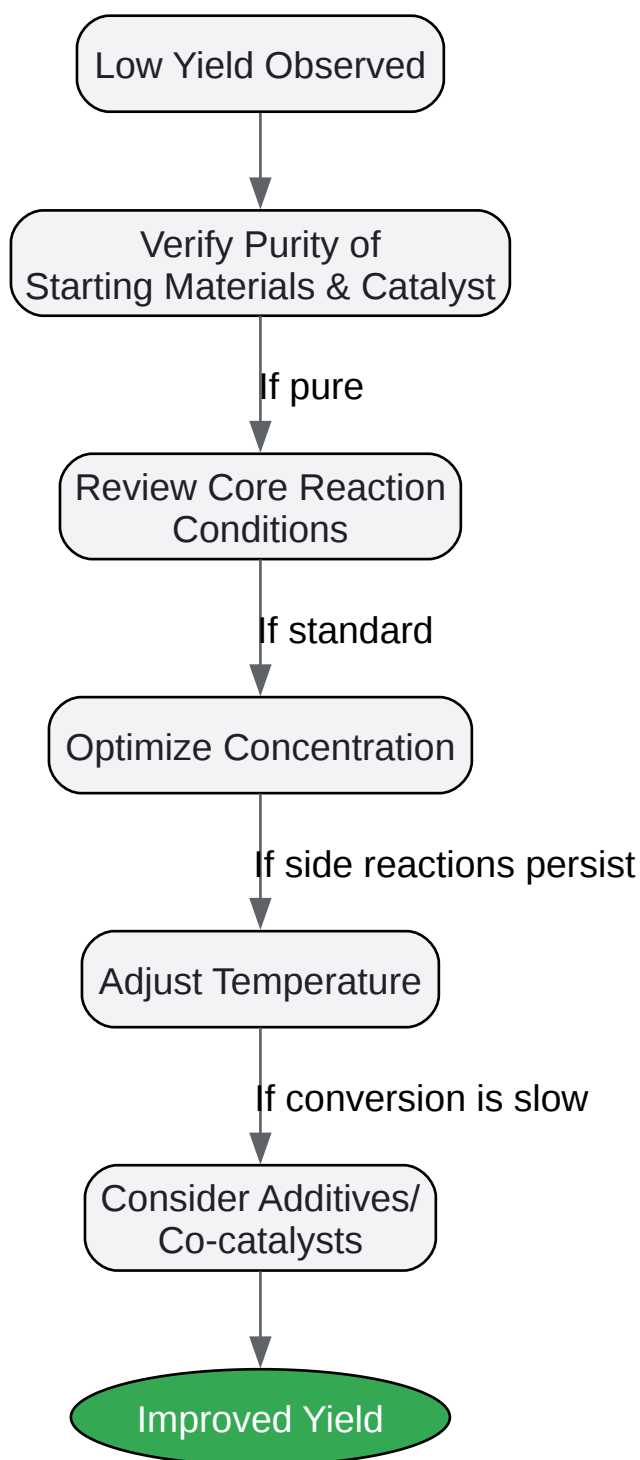 Low Yield Observed
Verify Purity of
Starting Materials & Catalyst
If pure
Review Core Reaction
Conditions
If standard
Optimize Concentration
If side reactions persist
Adjust Temperature
If conversion is slow
Consider Additives/
Co-catalysts
Improved Yield